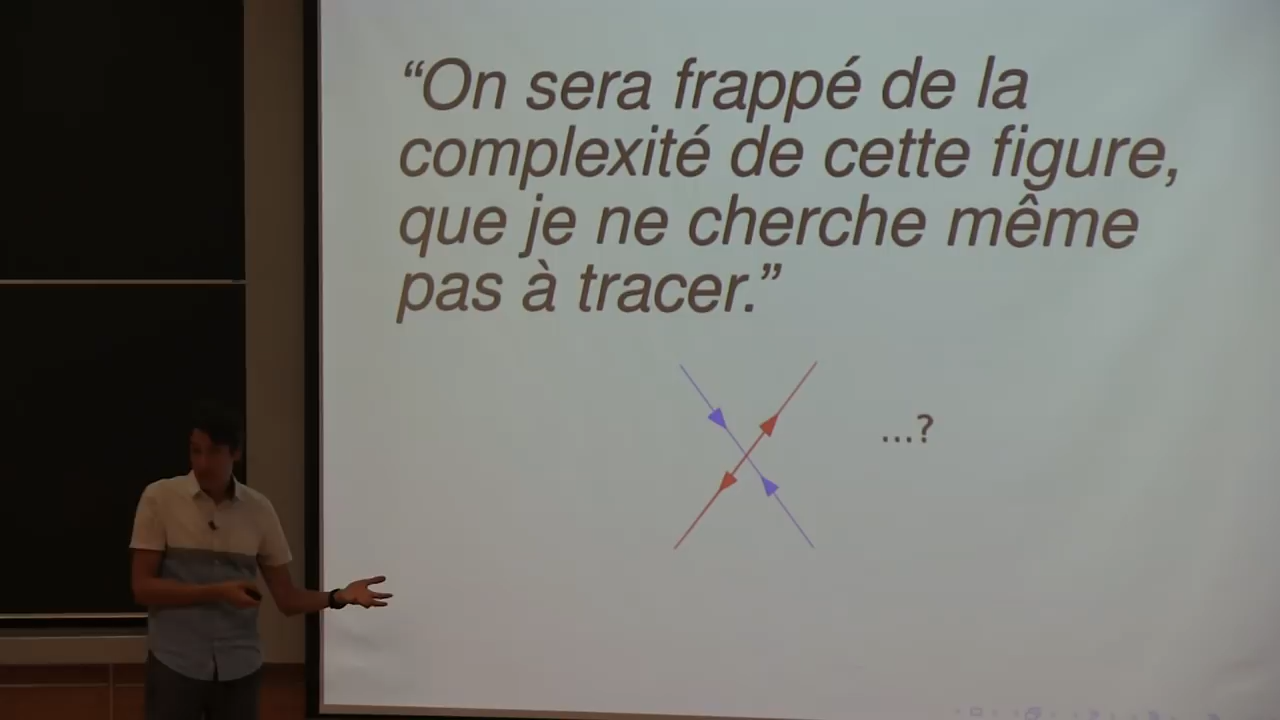 “On sera frappé de la
complexité de cette figure,
que je ne cherche même
pas à tracer.”
...?